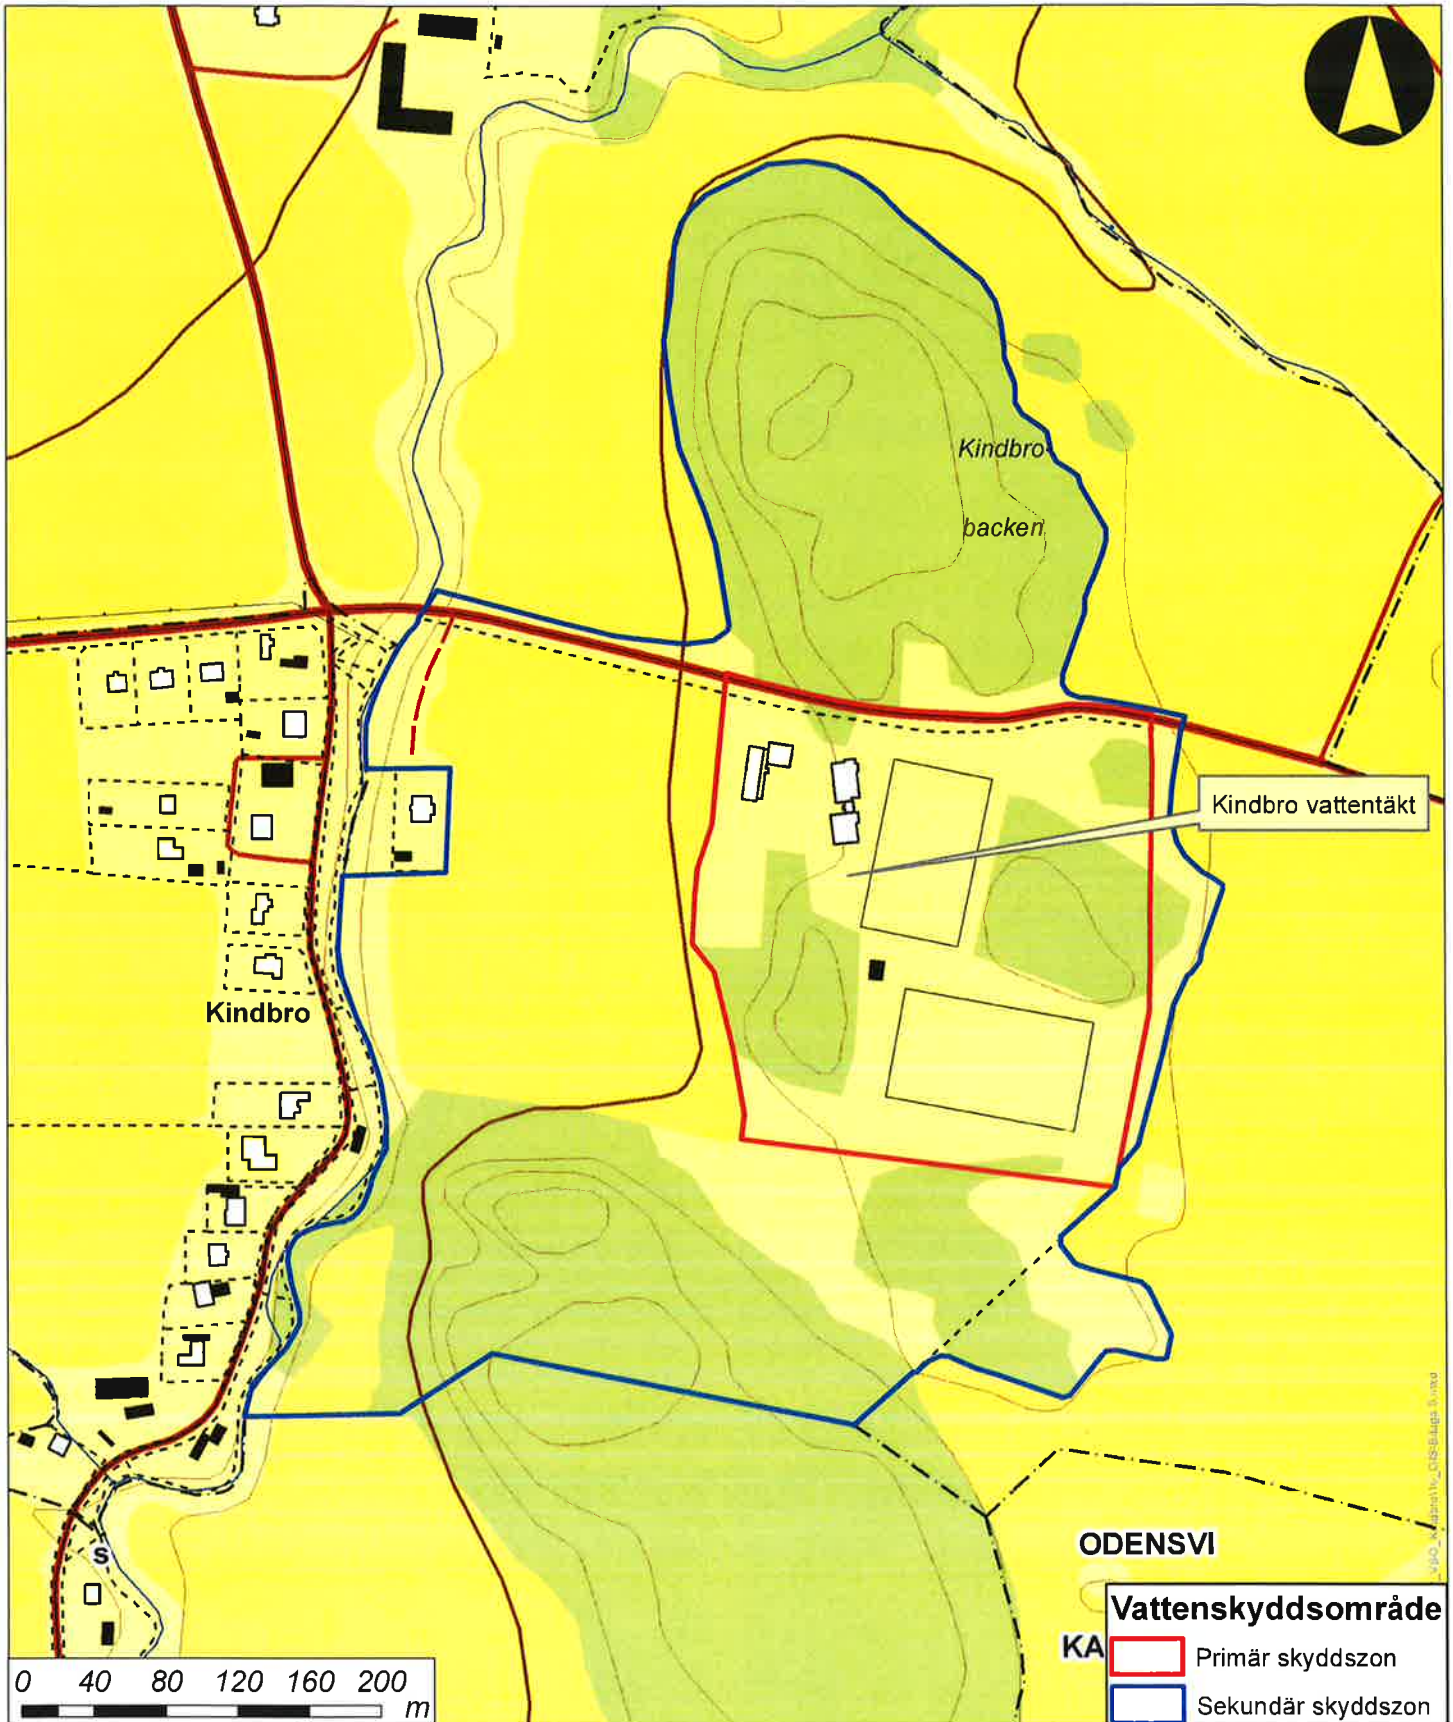 Kindbro
backen
Kindbro vattentäkt
Kindbro
S
ODENSVI
KA
Vattenskyddsområde
Primär skyddszon
Sekundär skyddszon
0 40 80 120 160 200
m